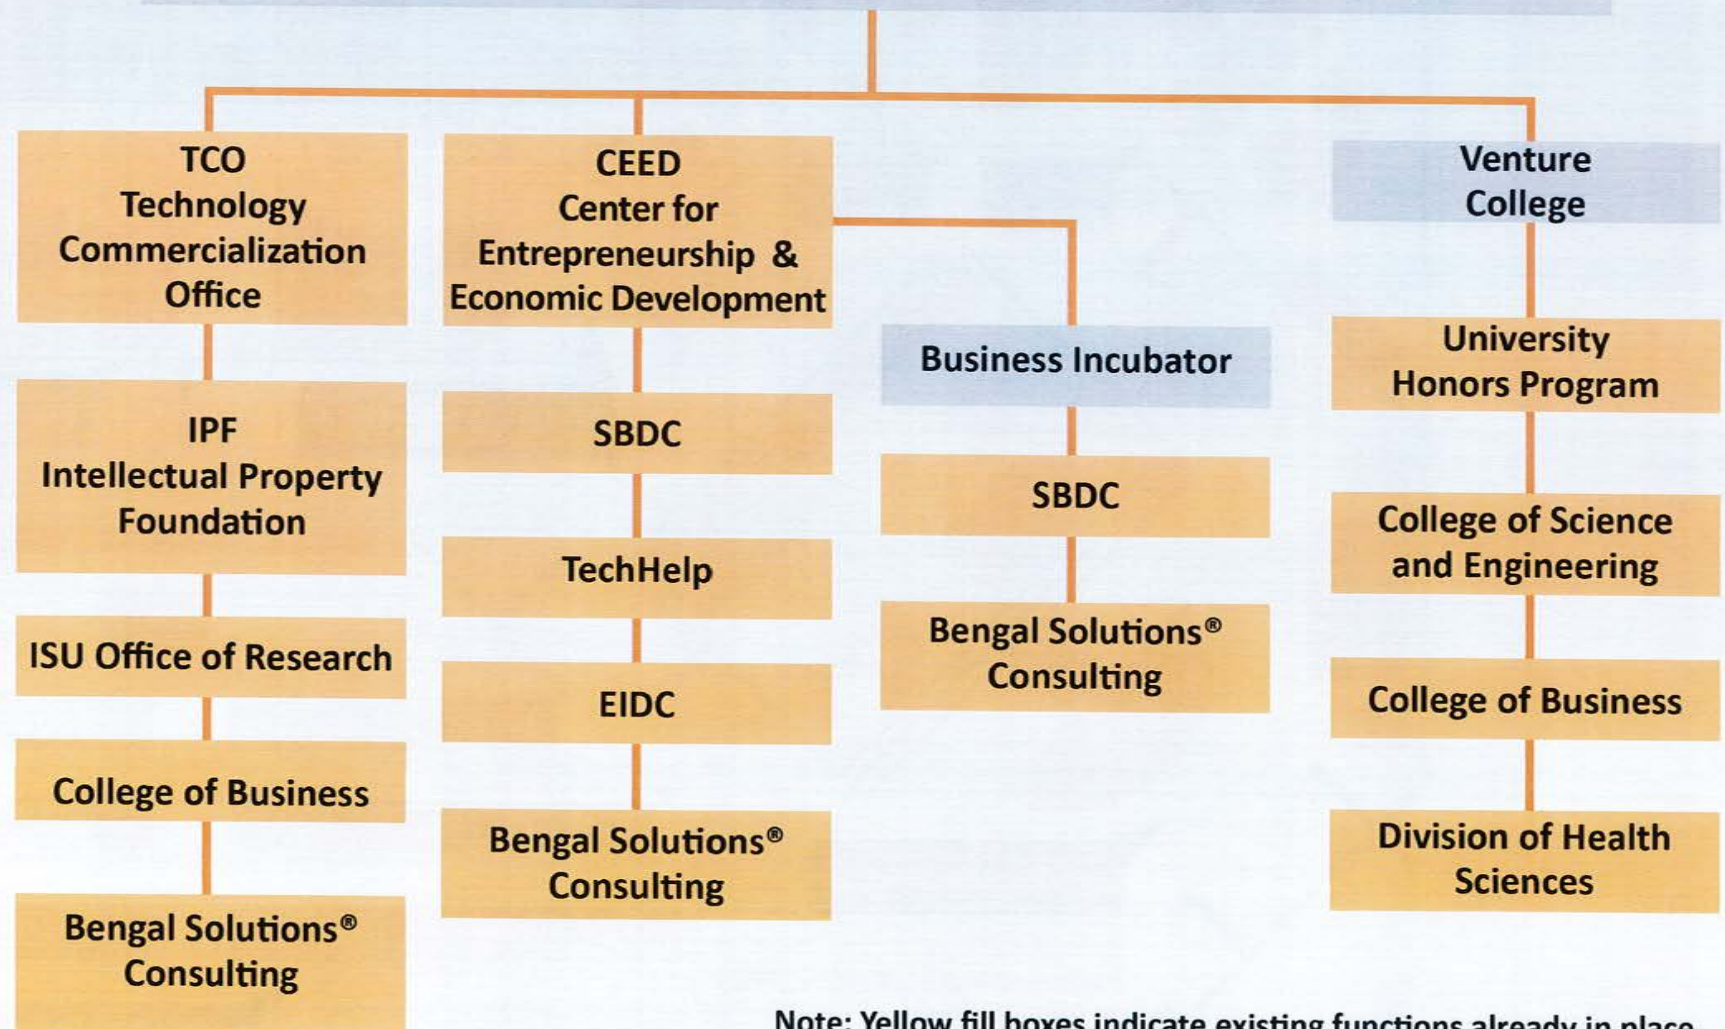 TCO
Technology
Commercialization
Office
IPF
Intellectual Property
Foundation
ISU Office of Research
College of Business
Bengal Solutions®
Consulting
CEED
Center for
Entrepreneurship &
Economic Development
SBDC
TechHelp
EIDC
Bengal Solutions®
Consulting
Business Incubator
SBDC
Bengal Solutions®
Consulting
Venture
College
University
Honors Program
College of Science
and Engineering
College of Business
Division of Health
Sciences
Note: Yellow fill boxes indicate existing functions already in place